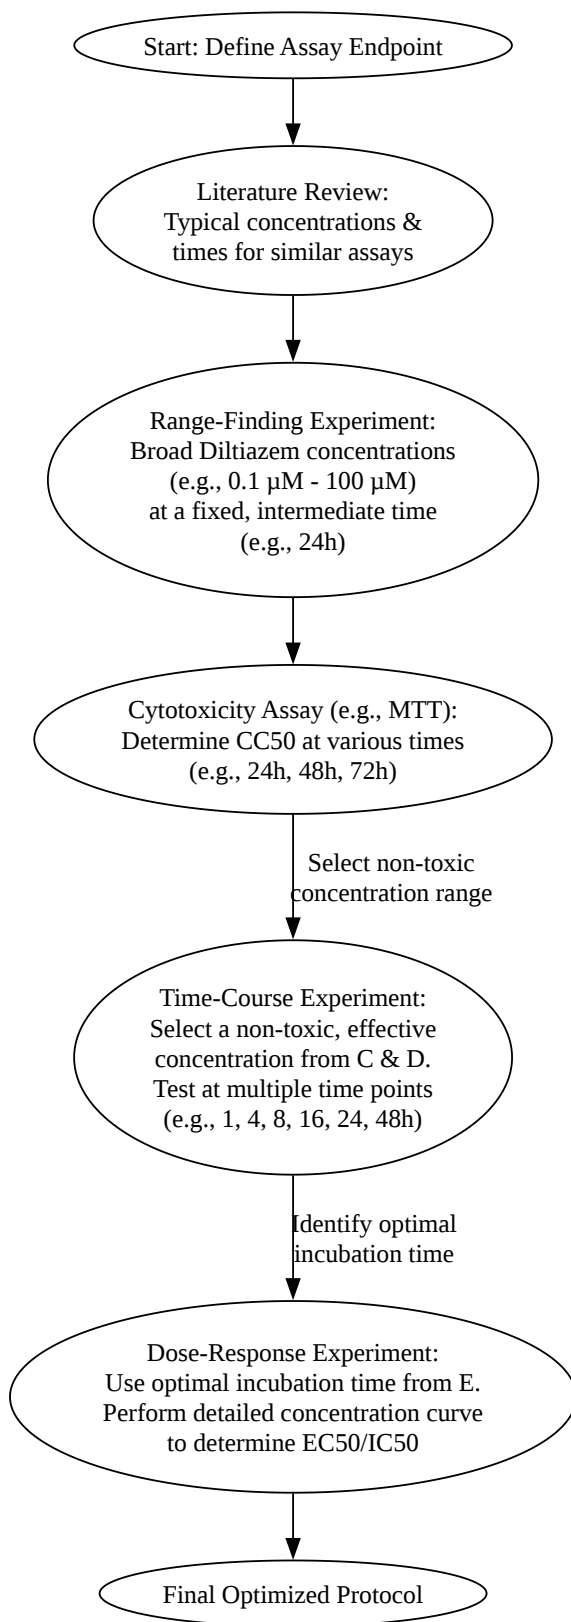 Start: Define Assay Endpoint
Literature Review:
Typical concentrations &
times for similar assays
Range-Finding Experiment:
Broad Diltiazem concentrations
(e.g., 0.1 µM - 100 µM)
at a fixed, intermediate time
(e.g., 24h)
Cytotoxicity Assay (e.g., MTT):
Determine CC50 at various times
(e.g., 24h, 48h, 72h)
Select non-toxic
concentration range
Time-Course Experiment:
Select a non-toxic, effective
concentration from C & D.
Test at multiple time points
(e.g., 1, 4, 8, 16, 24, 48h)
Identify optimal
incubation time
Dose-Response Experiment:
Use optimal incubation time from E.
Perform detailed concentration curve
to determine EC50/IC50
Final Optimized Protocol